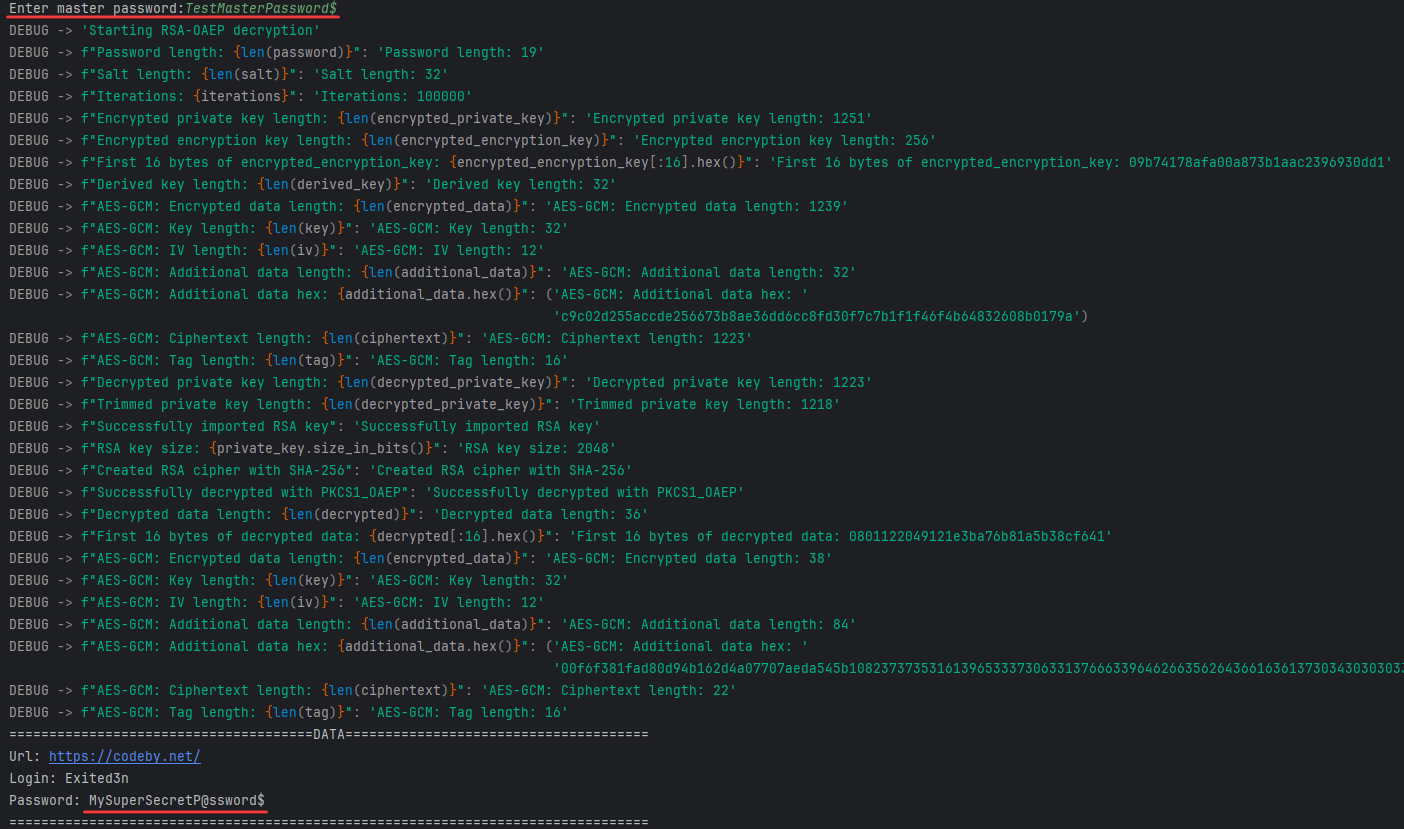 Enter master password:TestMasterPassword$
DEBUG -> 'Starting RSA-OAEP decryption'
DEBUG -> f"Password length: {len(password)}": 'Password length: 19'
DEBUG -> f"Salt length: {len(salt)}": 'Salt length: 32'
DEBUG -> f"Iterations: {iterations}": 'Iterations: 100000'
DEBUG -> f"Encrypted private key length: {len(encrypted_private_key)}": 'Encrypted private key length: 1251'
DEBUG -> f"Encrypted encryption key length: {len(encrypted_encryption_key)}": 'Encrypted encryption key length: 256'
DEBUG -> f"First 16 bytes of encrypted_encryption_key: {encrypted_encryption_key[:16].hex()}": 'First 16 bytes of encrypted_encryption_key: 09b74178afa00a873b1aac2396930dd1'
DEBUG -> f"Derived key length: {len(derived_key)}": 'Derived key length: 32'
DEBUG -> f"AES-GCM: Encrypted data length: {len(encrypted_data)}": 'AES-GCM: Encrypted data length: 1239'
DEBUG -> f"AES-GCM: Key length: {len(key)}": 'AES-GCM: Key length: 32'
DEBUG -> f"AES-GCM: IV length: {len(iv)}": 'AES-GCM: IV length: 12'
DEBUG -> f"AES-GCM: Additional data length: {len(additional_data)}": 'AES-GCM: Additional data length: 32'
DEBUG -> f"AES-GCM: Additional data hex: {additional_data.hex()}": ('AES-GCM: Additional data hex: '
'c9c02d255accde256673b8ae36dd6cc8fd30f7c7b1f1f46f4b64832608b0179a')
DEBUG -> f"AES-GCM: Ciphertext length: {len(ciphertext)}": 'AES-GCM: Ciphertext length: 1223'
DEBUG -> f"AES-GCM: Tag length: {len(tag)}": 'AES-GCM: Tag length: 16'
DEBUG -> f"Decrypted private key length: {len(decrypted_private_key)}": 'Decrypted private key length: 1223'
DEBUG -> f"Trimmed private key length: {len(decrypted_private_key)}": 'Trimmed private key length: 1218'
DEBUG -> f"Successfully imported RSA key": 'Successfully imported RSA key'
DEBUG -> f"RSA key size: {private_key.size_in_bits()}": 'RSA key size: 2048'
DEBUG -> f"Created RSA cipher with SHA-256": 'Created RSA cipher with SHA-256'
DEBUG -> f"Successfully decrypted with PKCS1_OAEP": 'Successfully decrypted with PKCS1_OAEP'
DEBUG -> f"Decrypted data length: {len(decrypted)}": 'Decrypted data length: 36'
DEBUG -> f"First 16 bytes of decrypted data: {decrypted[:16].hex()}": 'First 16 bytes of decrypted data: 0801122049121e3ba76b81a5b38cf641'
DEBUG -> f"AES-GCM: Encrypted data length: {len(encrypted_data)}": 'AES-GCM: Encrypted data length: 38'
DEBUG -> f"AES-GCM: Key length: {len(key)}": 'AES-GCM: Key length: 32'
DEBUG -> f"AES-GCM: IV length: {len(iv)}": 'AES-GCM: IV length: 12'
DEBUG -> f"AES-GCM: Additional data length: {len(additional_data)}": 'AES-GCM: Additional data length: 84'
DEBUG -> f"AES-GCM: Additional data hex: {additional_data.hex()}": ('AES-GCM: Additional data hex: '
DEBUG -> f"AES-GCM: Ciphertext length: {len(ciphertext)}": 'AES-GCM: Ciphertext length: 22'
DEBUG -> f"AES-GCM: Tag length: {len(tag)}": 'AES-GCM: Tag length: 16'
======================================DATA======================================
Url: https://codeby.net/
Login: Exited3n
Password: MySuperSecretP@ssword$
================================================================================